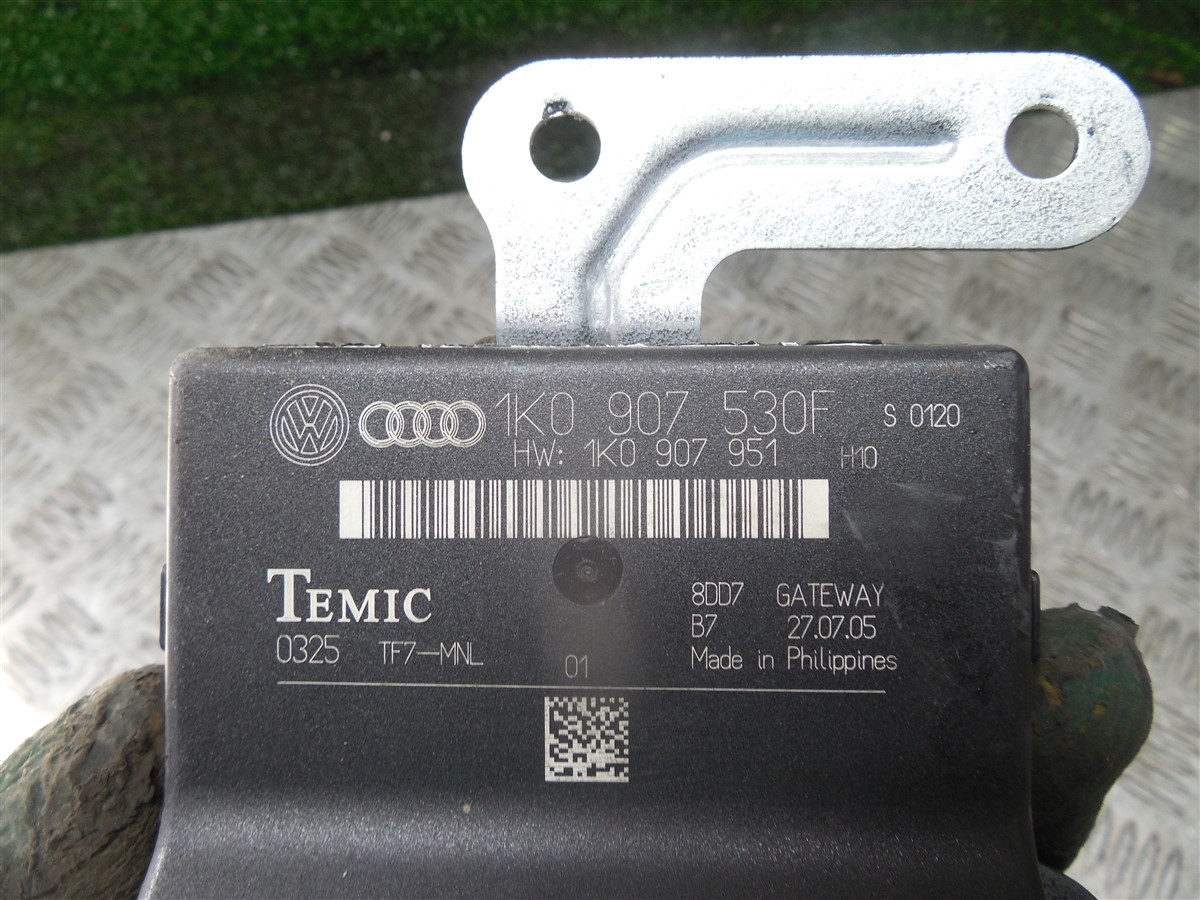 1K0 907 530F S 0120
HW: 1K0 907 951 H10
TEMIC
8DD7 GATEWAY
B7 27.07.05
0325 TF7-MNL 01 Made in Philippines